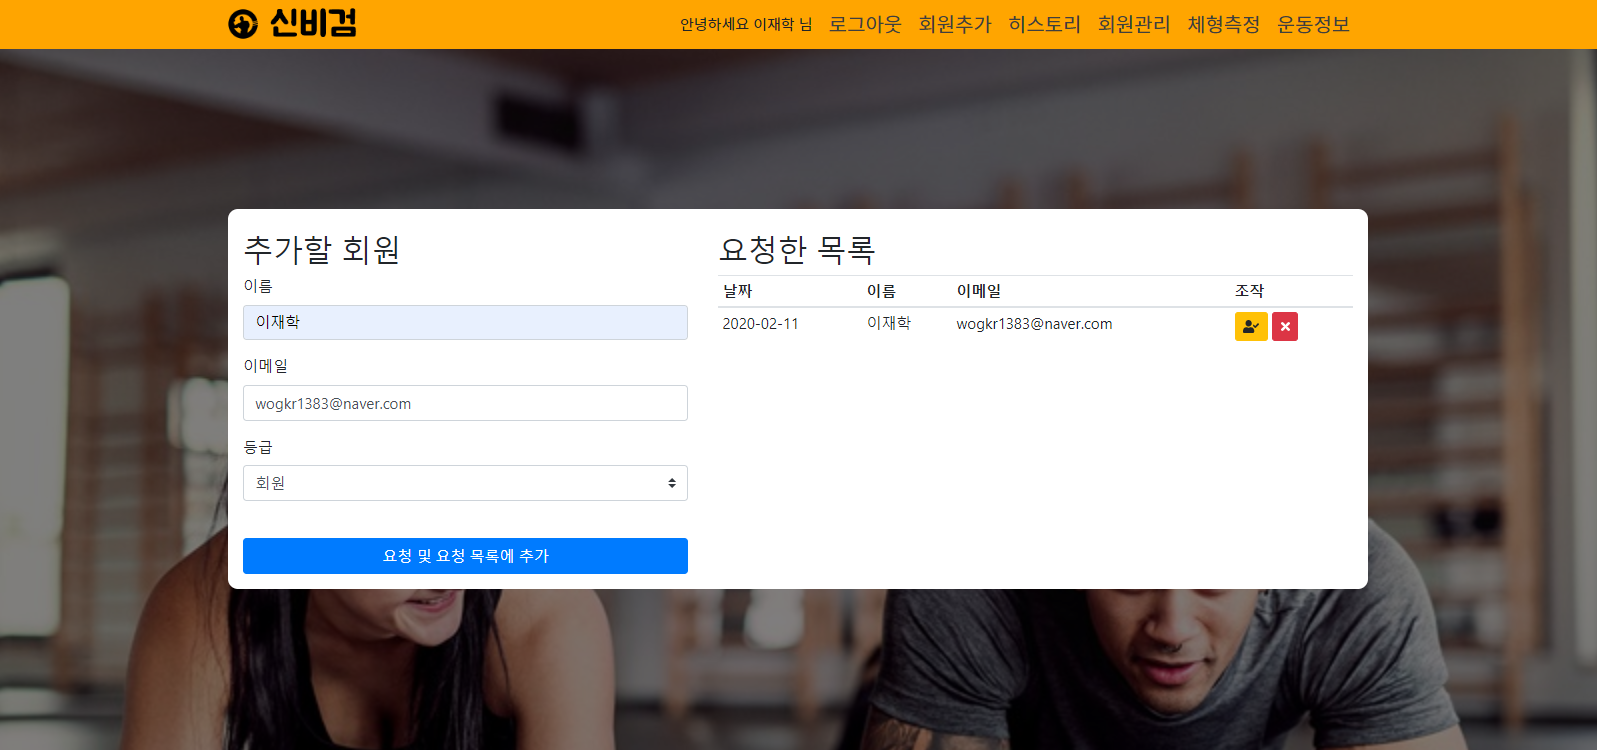 신비검
안녕하세요 이재학 님 로그아웃 회원추가 히스토리 회원관리 체형측정 운동정보
추가할 회원
이름
이재학
이메일
wogkr1383@naver.com
등급
회원
요청 및 요청 목록에 추가
요청한 목록
날짜 이름 이메일 조작
2020-02-11 이재학 wogkr1383@naver.com